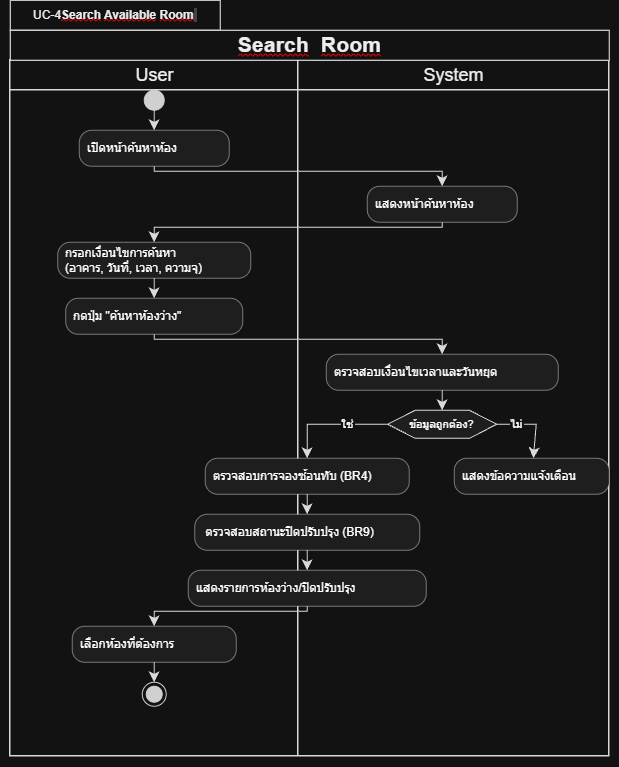 UC-4Search Available Room
Search Room
User
System
เปิดหน้าค้นหาห้อง
แสดงหน้าค้นหาห้อง
กรอกเงื่อนไขการค้นหา
(อาคาร, วันที่, เวลา, ความจุ)
กดปุ่ม "ค้นหาห้องว่าง"
ตรวจสอบเงื่อนไขเวลาและวันหยุด
ใช่
ข้อมูลถูกต้อง?
ไม่
ตรวจสอบการจองซ้อนทับ (BR4)
แสดงข้อความแจ้งเตือน
ตรวจสอบสถานะปิดปรับปรุง (BR9)
แสดงรายการห้องว่าง/ปิดปรับปรุง
เลือกห้องที่ต้องการ